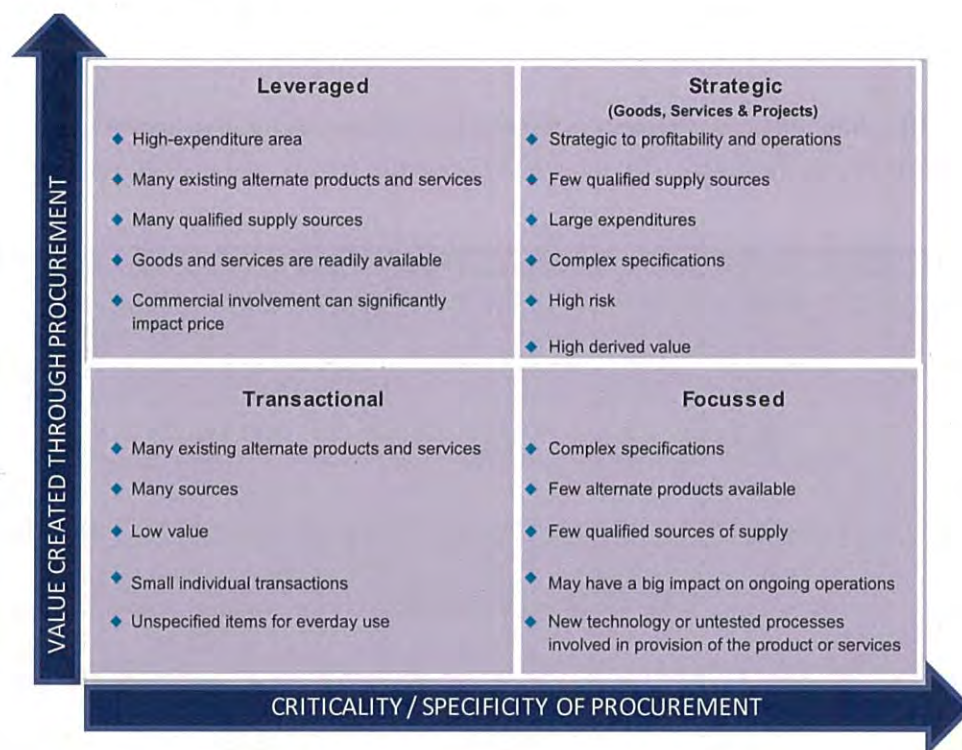 VALUE CREATED THROUGH PROCUREMENT
Leveraged
High-expenditure area
Many existing alternate products and services
Many qualified supply sources
Goods and services are readily available
Commercial involvement can significantly
impact price
Strategic
(Goods, Services & Projects)
Strategic to profitability and operations
Few qualified supply sources
Large expenditures
Complex specifications
High risk
High derived value
Transactional
Many existing alternate products and services
Many sources
Low value
Small individual transactions
Unspecified items for everday use
Focussed
Complex specifications
Few alternate products available
Few qualified sources of supply
May have a big impact on ongoing operations
New technology or untested processes
involved in provision of the product or services
CRITICALITY / SPECIFICITY OF PROCUREMENT